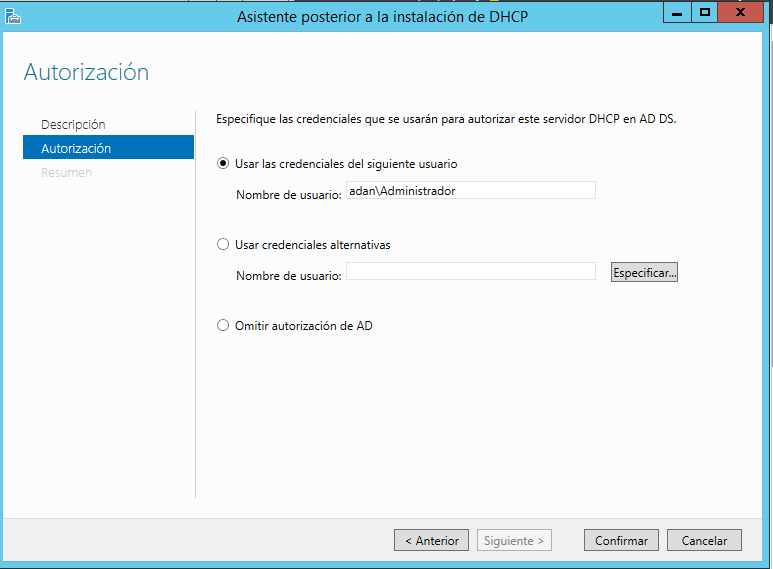 Asistente posterior a la instalación de DHCP
Autorización
Descripción
Autorización
Resumen
Especifique las credenciales que se usarán para autorizar este servidor DHCP en AD DS.
Usar las credenciales del siguiente usuario
Nombre de usuario: adan\Administrador
Usar credenciales alternativas
Nombre de usuario: Especificar...
Omitir autorización de AD
< Anterior Siguiente > Confirmar Cancelar